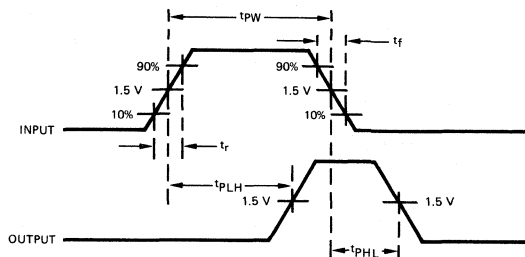 tPW
tf
90%
90%
1.5 V
1.5 V
10%
10%
INPUT
tr
tPLH
1.5 V
1.5 V
OUTPUT
tPHL